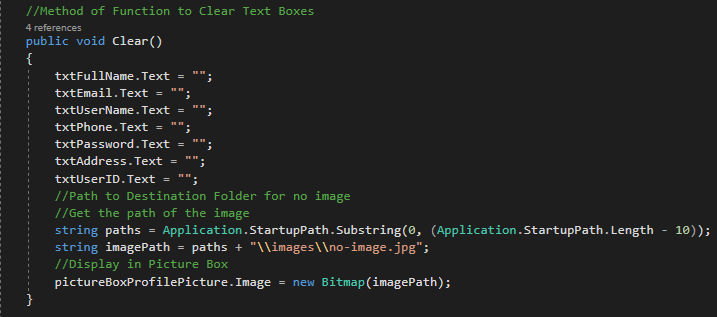 //Method of Function to Clear Text Boxes
4 references
public void Clear()
{
txtFullName.Text = "";
txtEmail.Text = "";
txtUserName.Text = "";
txtPhone.Text = "";
txtPassword.Text = "";
txtAddress.Text = "";
txtUserID.Text = "";
//Path to Destination Folder for no image
//Get the path of the image
string paths = Application.StartupPath.Substring(0, (Application.StartupPath.Length - 10));
string imagePath = paths + "\\images\\no-image.jpg";
//Display in Picture Box
pictureBoxProfilePicture.Image = new Bitmap(imagePath);
}